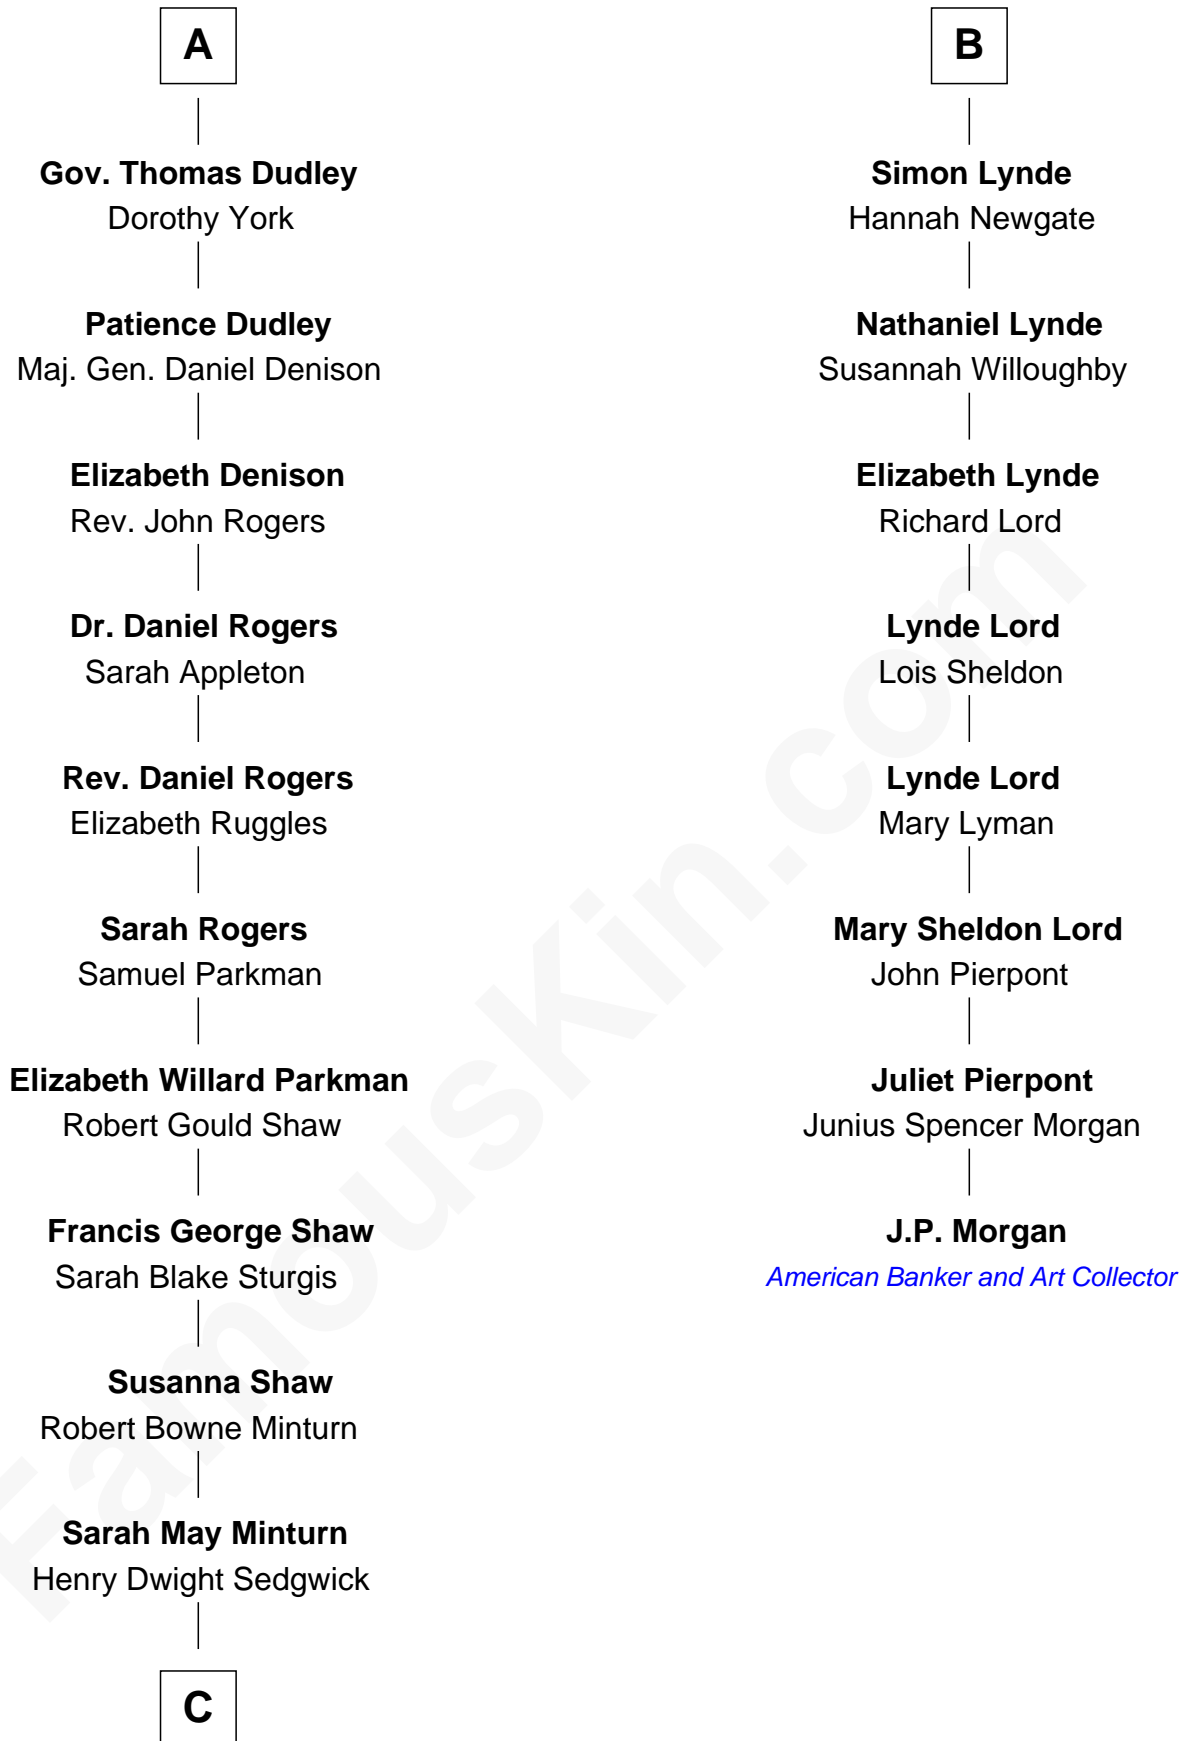 A
Gov. Thomas Dudley
Dorothy York
Patience Dudley
Maj. Gen. Daniel Denison
Elizabeth Denison
Rev. John Rogers
Dr. Daniel Rogers
Sarah Appleton
Rev. Daniel Rogers
Elizabeth Ruggles
Sarah Rogers
Samuel Parkman
Elizabeth Willard Parkman
Robert Gould Shaw
Francis George Shaw
Sarah Blake Sturgis
Susanna Shaw
Robert Bowne Minturn
Sarah May Minturn
Henry Dwight Sedgwick
C
B
Simon Lynde
Hannah Newgate
Nathaniel Lynde
Susannah Willoughby
Elizabeth Lynde
Richard Lord
Lynde Lord
Lois Sheldon
Lynde Lord
Mary Lyman
Mary Sheldon Lord
John Pierpont
Juliet Pierpont
Junius Spencer Morgan
J.P. Morgan
American Banker and Art Collector
FamousKin.com